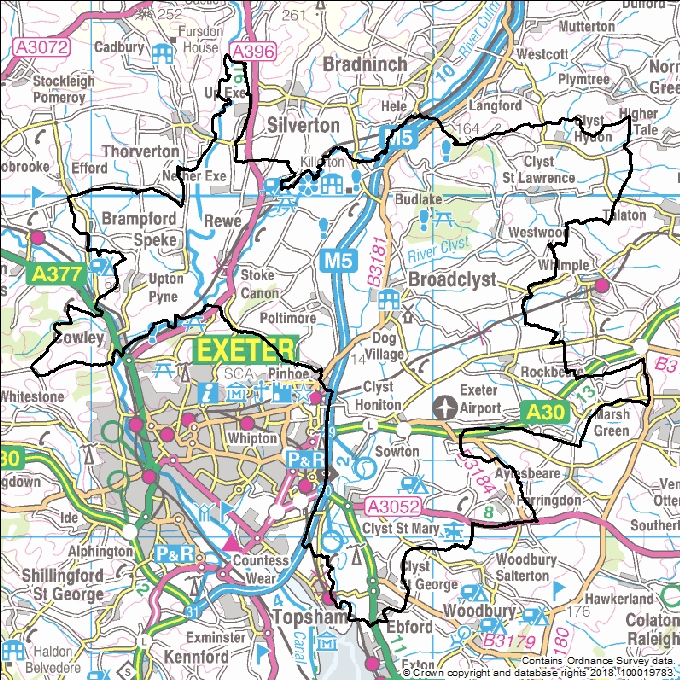 Dulford
Fursdon
House
261
A3072
Cadbury
A396
Mutterton
River Culm
Bradninch
Westcott
Up Exe
10
Plymtree
Stockleigh
Pomeroy
Hele
Langford
Silverton
M5
164
Clyst
Hydon
Higher
Tale
Thorverton
Killerton
Clyst
St Lawrence
Efford
Nether Exe
Budlake
Brampford
Speke
Rewe
Talaton
Westwood
River Clyst
B3181
M5
Whimple
A377
Stoke
Canon
Upton
Pyne
Broadclyst
Poltimore
Cowley
EXETER
14
Dog
Village
Pinhoe
Rockbeare
B3
Whitestone
Clyst
Honiton
Exeter
Airport
13
A30
Marsh
Green
Whipton
30
P&R
2
Sowton
B3184
Aylesbeare
A3052
8
Farringdon
Ide
Clyst St Mary
Alphington
P&R
Countess
Wear
Woodbury
Salterton
Clyst
St George
Shillingford
St George
175
Hawkerland
31
Topsham
Woodbury
Colaton
Raleigh
Canal
Ebford
Exminster
B3179
B3180
Haldon
Belvedere
Kennford
11
Exton
Contains Ordnance Survey data.
© Crown copyright and database rights 2018. 100019783.